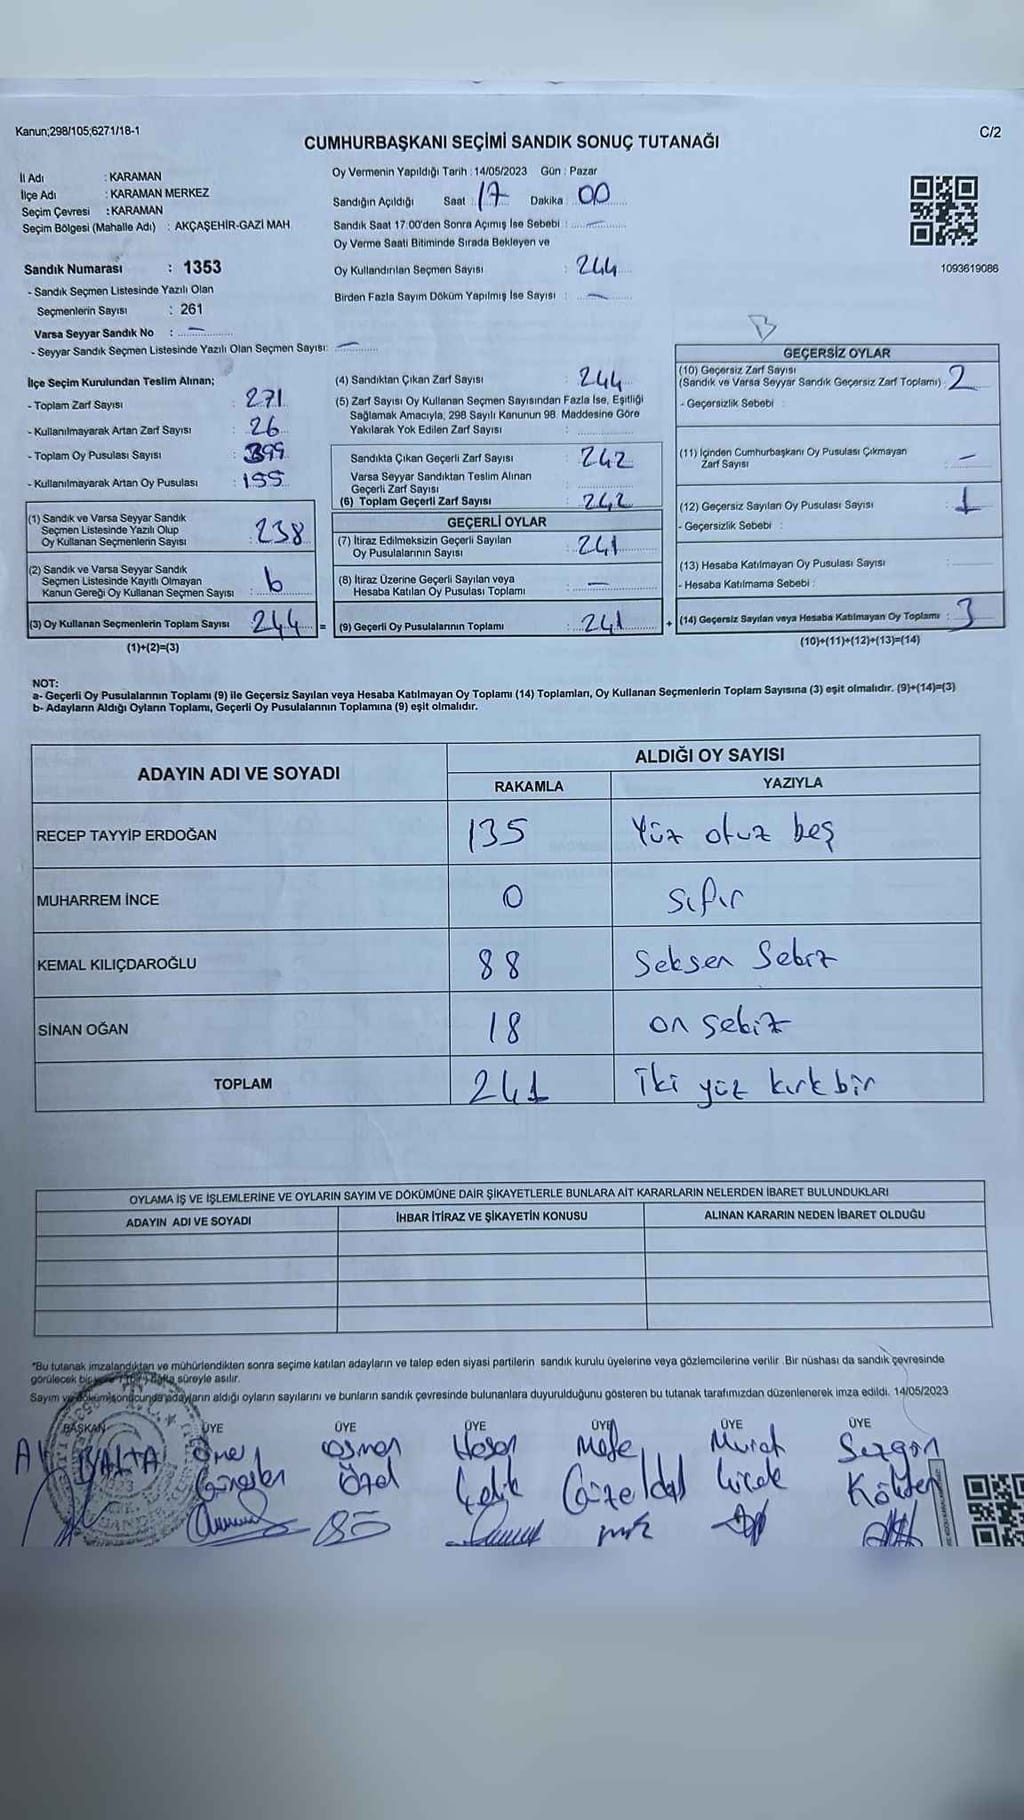 Kanun;298/105;6271/18-1
C/2
CUMHURBAŞKANI SEÇİMİ SANDIK SONUÇ TUTANAĞI
İl Adı : KARAMAN
İlçe Adı : KARAMAN MERKEZ
Seçim Çevresi : KARAMAN
Seçim Bölgesi (Mahalle Adı) : AKÇAŞEHİR-GAZİ MAH
Sandık Numarası : 1353
- Sandık Seçmen Listesinde Yazılı Olan
Seçmenlerin Sayısı : 261
Varsa Seyyar Sandık No : —
- Seyyar Sandık Seçmen Listesinde Yazılı Olan Seçmen Sayısı: —
Oy Vermenin Yapıldığı Tarih : 14/05/2023 Gün : Pazar
Sandığın Açıldığı Saat : 17 Dakika : 00
Sandık Saat 17.00'den Sonra Açımış İse Sebebi : —
Oy Verme Saati Bitiminde Sırada Bekleyen ve
Oy Kullandırılan Seçmen Sayısı : 244
Birden Fazla Sayım Döküm Yapılmış İse Sayısı : —
1093619086
İlçe Seçim Kurulundan Teslim Alınan;
- Toplam Zarf Sayısı : 271
- Kullanılmayarak Artan Zarf Sayısı : 26
- Toplam Oy Pusulası Sayısı : 399
- Kullanılmayarak Artan Oy Pusulası : 155
(1) Sandık ve Varsa Seyyar Sandık
Seçmen Listesinde Yazılı Olup
Oy Kullanan Seçmenlerin Sayısı : 238
(2) Sandık ve Varsa Seyyar Sandık
Seçmen Listesinde Kayıtlı Olmayan
Kanun Gereği Oy Kullanan Seçmen Sayısı : 6
(3) Oy Kullanan Seçmenlerin Toplam Sayısı 244 =
(1)+(2)=(3)
(4) Sandıktan Çıkan Zarf Sayısı : 244
(5) Zarf Sayısı Oy Kullanan Seçmen Sayısından Fazla İse, Eşitliği
Sağlamak Amacıyla, 298 Sayılı Kanunun 98. Maddesine Göre
Yakılarak Yok Edilen Zarf Sayısı :
Sandıkta Çıkan Geçerli Zarf Sayısı : 242
Varsa Seyyar Sandıktan Teslim Alınan
Geçerli Zarf Sayısı :
(6) Toplam Geçerli Zarf Sayısı : 242
GEÇERLİ OYLAR
(7) İtiraz Edilmeksizin Geçerli Sayılan
Oy Pusulalarının Sayısı : 241
(8) İtiraz Üzerine Geçerli Sayılan veya
Hesaba Katılan Oy Pusulası Toplamı : —
(9) Geçerli Oy Pusulalarının Toplamı : 241 +
GEÇERSİZ OYLAR
(10) Geçersiz Zarf Sayısı
(Sandık ve Varsa Seyyar Sandık Geçersiz Zarf Toplamı) : 2
- Geçersizlik Sebebi :
(11) İçinden Cumhurbaşkanı Oy Pusulası Çıkmayan
Zarf Sayısı : —
(12) Geçersiz Sayılan Oy Pusulası Sayısı : 1
- Geçersizlik Sebebi :
(13) Hesaba Katılmayan Oy Pusulası Sayısı :
- Hesaba Katılmama Sebebi :
(14) Geçersiz Sayılan veya Hesaba Katılmayan Oy Toplamı : 3
(10)+(11)+(12)+(13)=(14)
NOT:
a- Geçerli Oy Pusulalarının Toplamı (9) ile Geçersiz Sayılan veya Hesaba Katılmayan Oy Toplamı (14) Toplamları, Oy Kullanan Seçmenlerin Toplam Sayısına (3) eşit olmalıdır. (9)+(14)=(3)
b- Adayların Aldığı Oyların Toplamı, Geçerli Oy Pusulalarının Toplamına (9) eşit olmalıdır.
ADAYIN ADI VE SOYADI
ALDIĞI OY SAYISI
RAKAMLA YAZIYLA
RECEP TAYYİP ERDOĞAN 135 Yüz otuz beş
MUHARREM İNCE 0 Sıfır
KEMAL KILIÇDAROĞLU 88 Seksen Sekiz
SİNAN OĞAN 18 on sekiz
TOPLAM 241 İki yüz kırk bir
OYLAMA İŞ VE İŞLEMLERİNE VE OYLARIN SAYIM VE DÖKÜMÜNE DAİR ŞİKAYETLERLE BUNLARA AİT KARARLARIN NELERDEN İBARET BULUNDUKLARI
ADAYIN ADI VE SOYADI İHBAR İTİRAZ VE ŞİKAYETİN KONUSU ALINAN KARARIN NEDEN İBARET OLDUĞU
*Bu tutanak imzalandıktan ve mühürlendikten sonra seçime katılan adayların ve talep eden siyasi partilerin sandık kurulu üyelerine veya gözlemcilerine verilir. Bir nüshası da sandık çevresinde
görülecek bir süreyle asılır.
Sayım ve dökümsonucunda adayların aldığı oyların sayılarını ve bunların sandık çevresinde bulunanlara duyurulduğunu gösteren bu tutanak tarafımızdan düzenlenerek imza edildi. 14/05/2023
BAŞKAN ÜYE ÜYE ÜYE ÜYE ÜYE ÜYE
BALTA Ömer Osman Hasan Murat Sezgin
Özel Çelik Güzeldal Çiçek Kökten